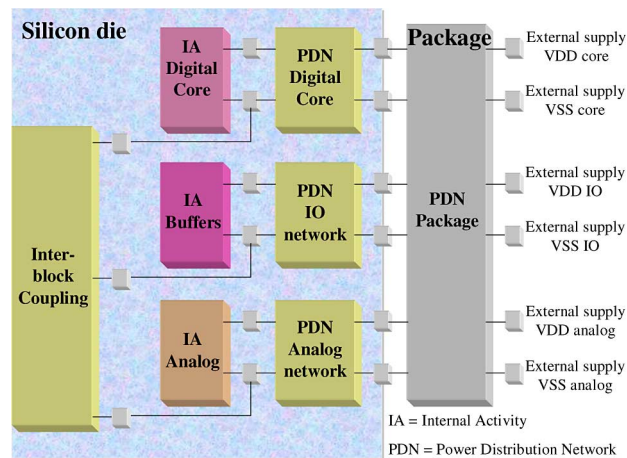 Silicon die
IA
Digital
Core
PDN
Digital
Core
Package
External supply
VDD core
External supply
VSS core
IA
Buffers
PDN
IO
network
PDN
Package
External supply
VDD IO
External supply
VSS IO
Inter-
block
Coupling
IA
Analog
PDN
Analog
network
External supply
VDD analog
External supply
VSS analog
IA = Internal Activity
PDN = Power Distribution Network